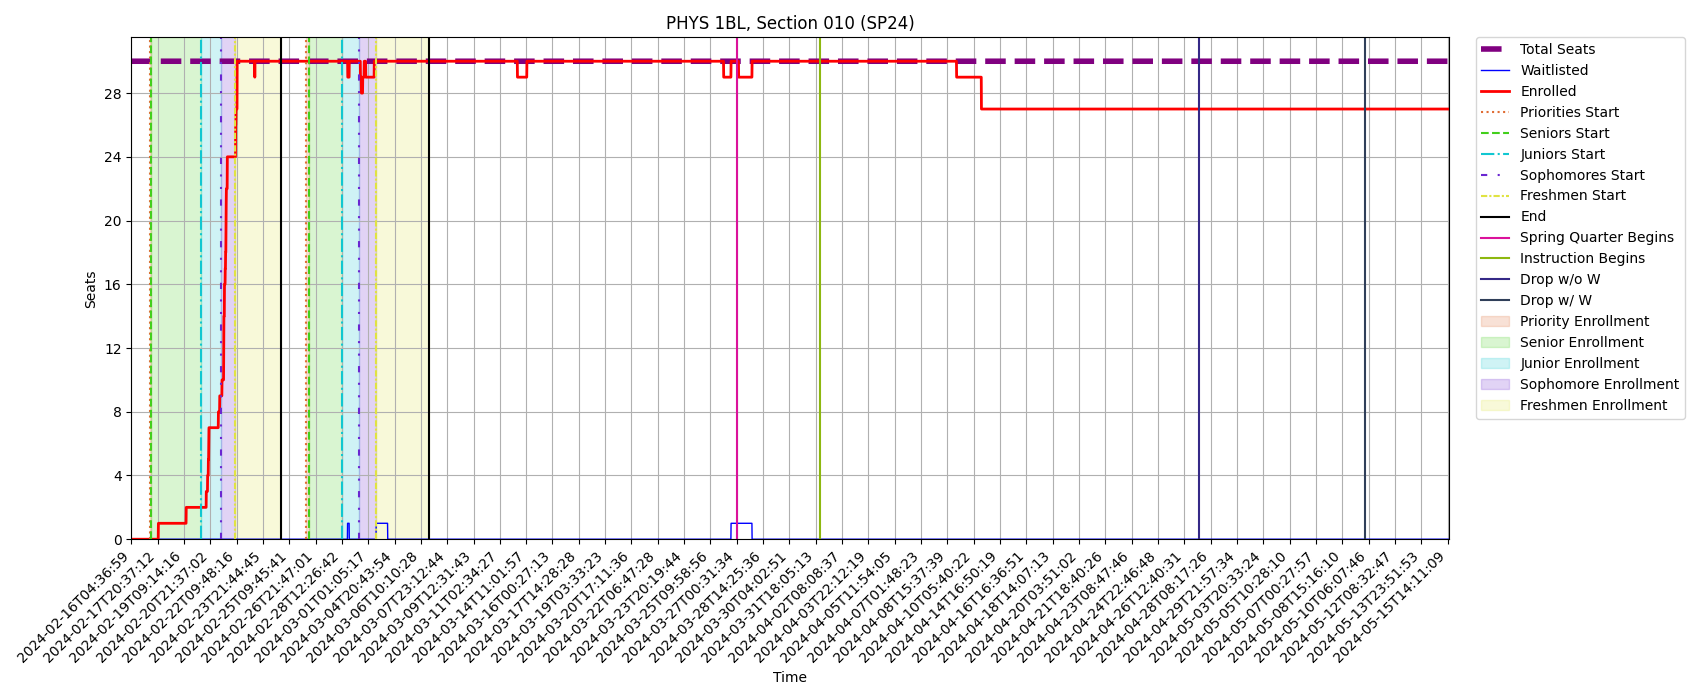 PHYS 1BL, Section 010 (SP24)
Seats
28
24
20
16
12
8
4
0
2024-02-16T04:36:59
2024-02-17T20:37:12
2024-02-19T09:14:16
2024-02-20T21:37:02
2024-02-22T09:48:16
2024-02-23T21:44:45
2024-02-25T09:45:41
2024-02-26T21:47:01
2024-02-28T12:26:42
2024-03-01T01:05:17
2024-03-04T20:43:54
2024-03-06T10:10:28
2024-03-07T23:12:44
2024-03-11T02:31:43
2024-03-11T02:34:27
2024-03-14T11:01:57
2024-03-16T00:27:13
2024-03-17T14:28:28
2024-03-19T03:33:23
2024-03-20T17:11:36
2024-03-22T06:47:28
2024-03-23T20:19:44
2024-03-25T09:58:56
2024-03-27T00:31:34
2024-03-28T14:25:36
2024-03-30T04:02:51
2024-03-31T18:05:13
2024-04-02T08:08:37
2024-04-03T22:12:19
2024-04-05T11:54:05
2024-04-07T01:48:23
2024-04-08T15:37:39
2024-04-10T05:40:22
2024-04-14T16:50:19
2024-04-16T16:36:51
2024-04-18T14:07:13
2024-04-20T03:51:02
2024-04-21T18:40:26
2024-04-23T08:47:46
2024-04-24T22:46:48
2024-04-26T12:40:31
2024-04-28T08:17:26
2024-04-29T21:57:34
2024-05-03T20:33:24
2024-05-05T10:28:10
2024-05-07T00:27:57
2024-05-08T15:16:10
2024-05-10T06:07:46
2024-05-12T08:32:47
2024-05-13T23:51:53
2024-05-15T14:11:09
Time
Total Seats
Waitlisted
Enrolled
Priorities Start
Seniors Start
Juniors Start
Sophomores Start
Freshmen Start
End
Spring Quarter Begins
Instruction Begins
Drop w/o W
Drop w/ W
Priority Enrollment
Senior Enrollment
Junior Enrollment
Sophomore Enrollment
Freshmen Enrollment